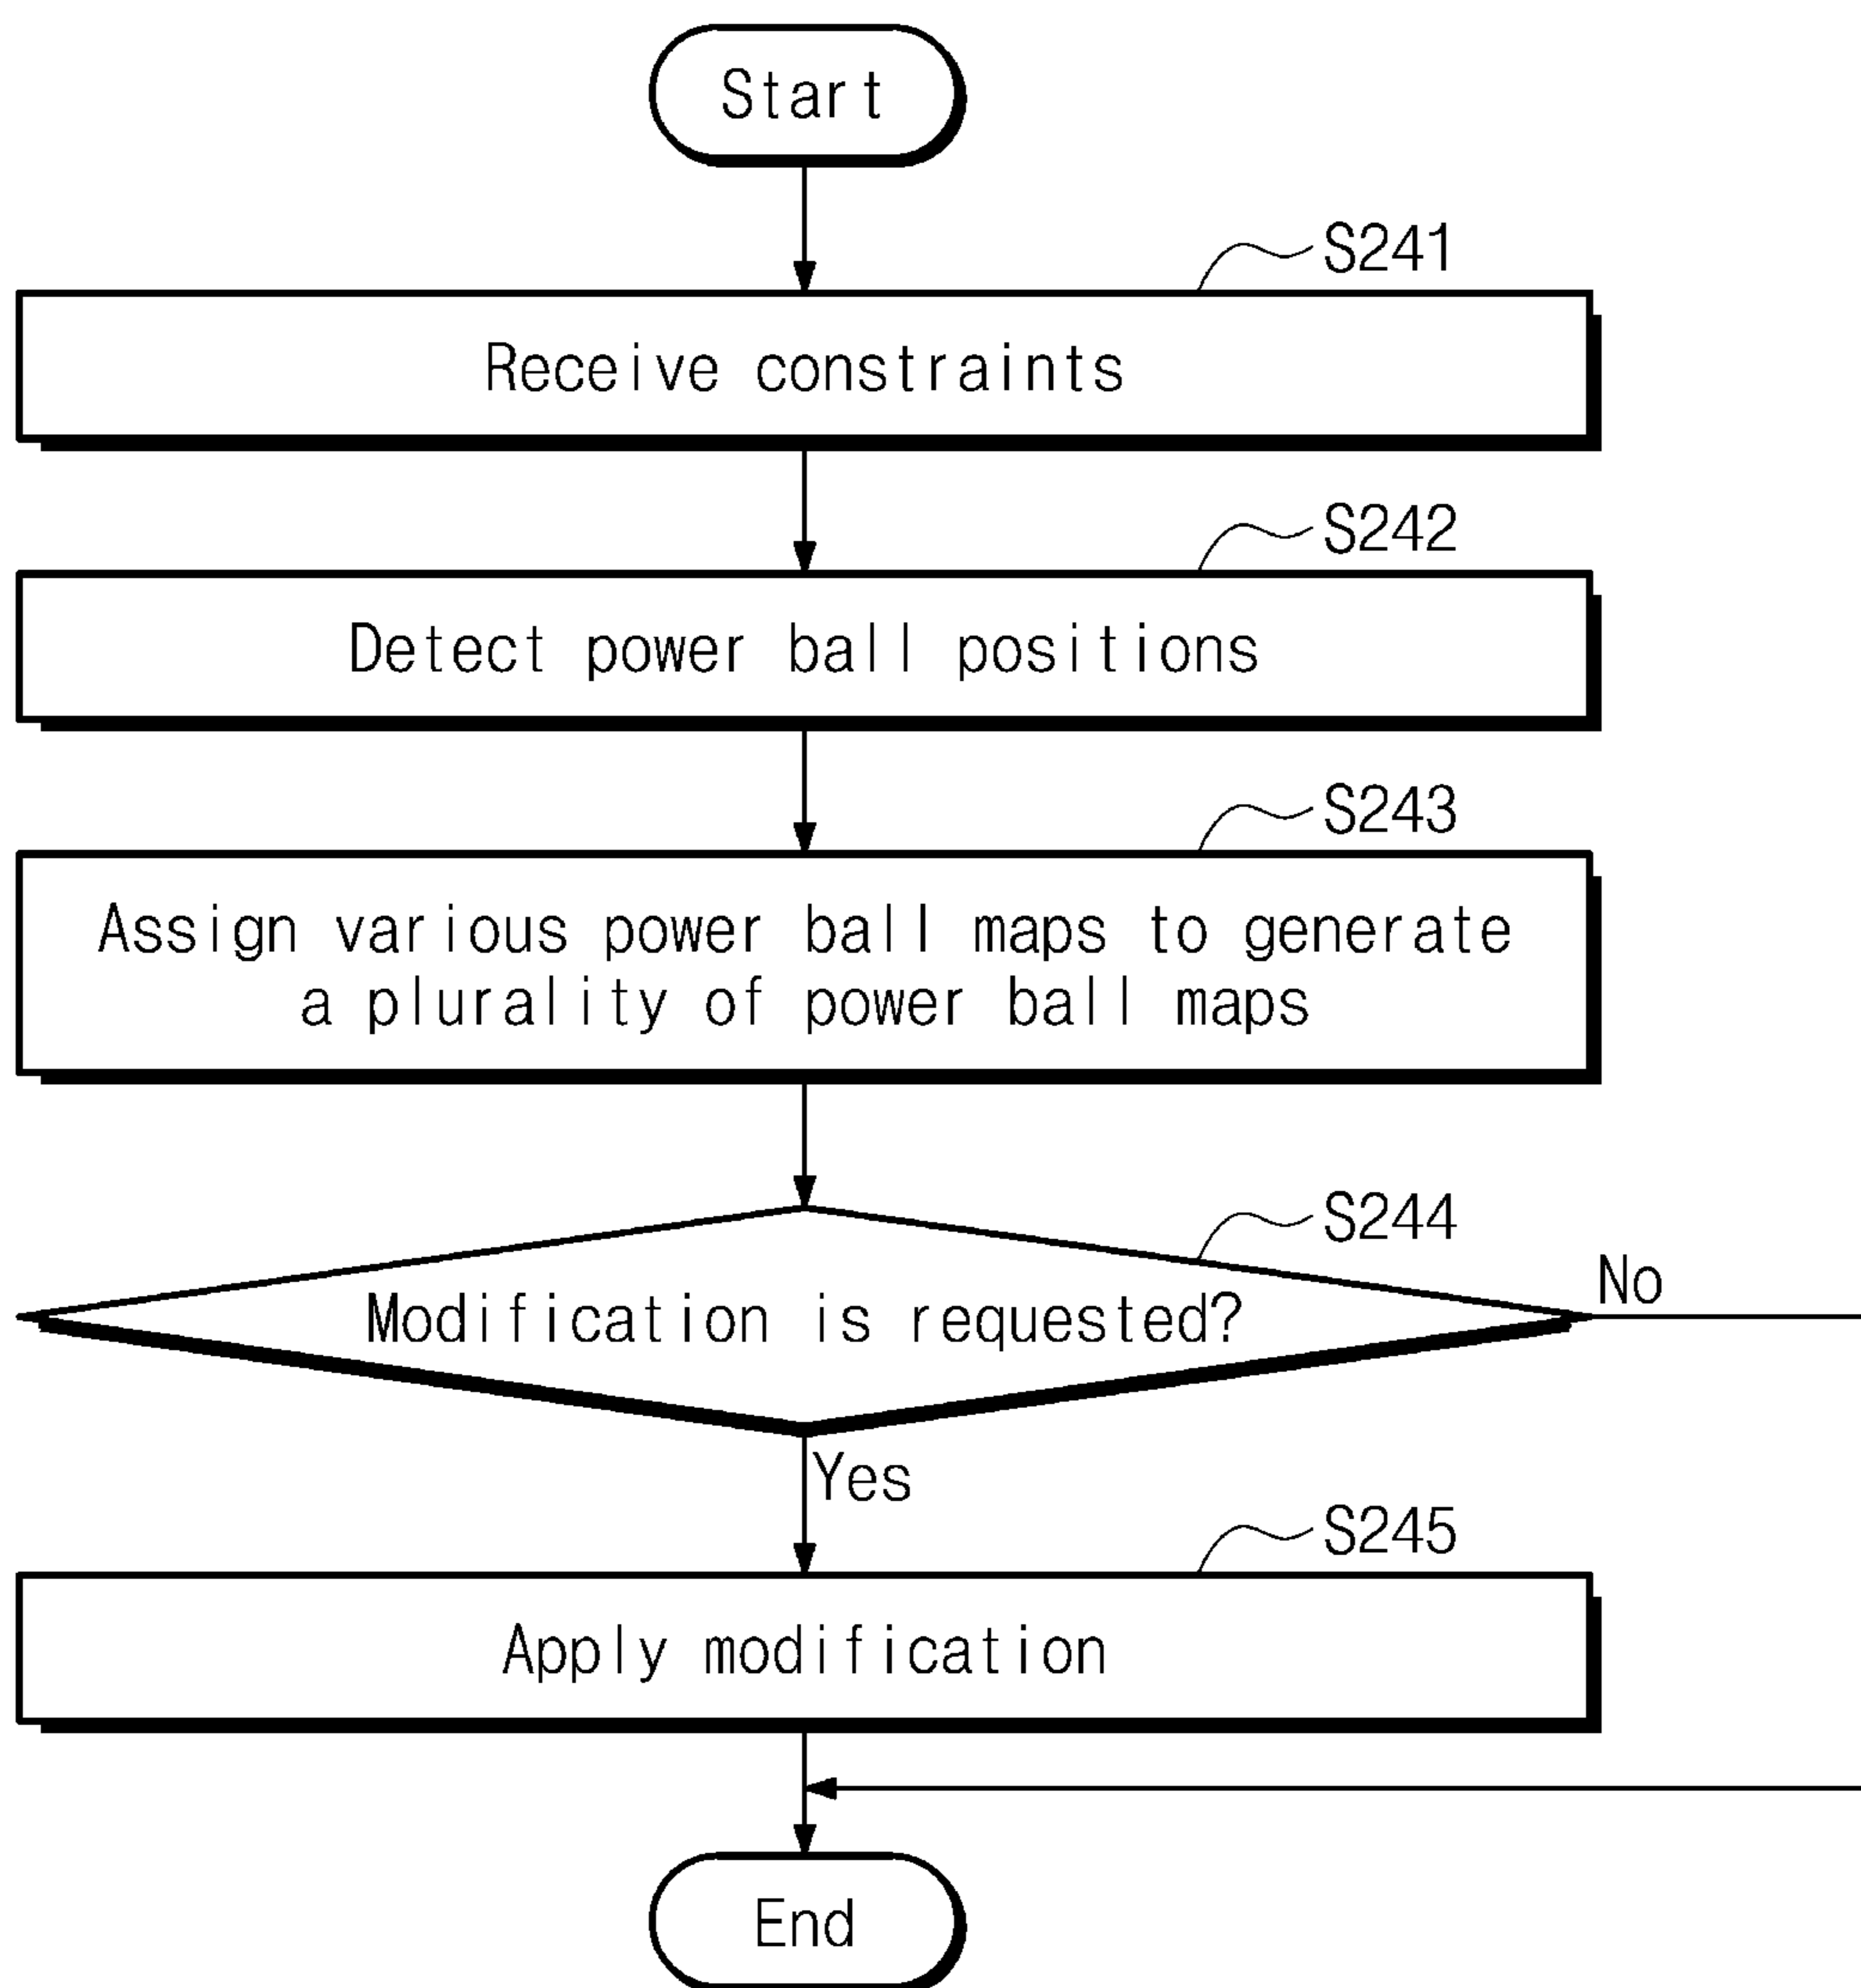 Start
S241
Receive constraints
S242
Detect power ball positions
S243
Assign various power ball maps to generate
a plurality of power ball maps
S244
No
Modification is requested?
Yes
S245
Apply modification
End